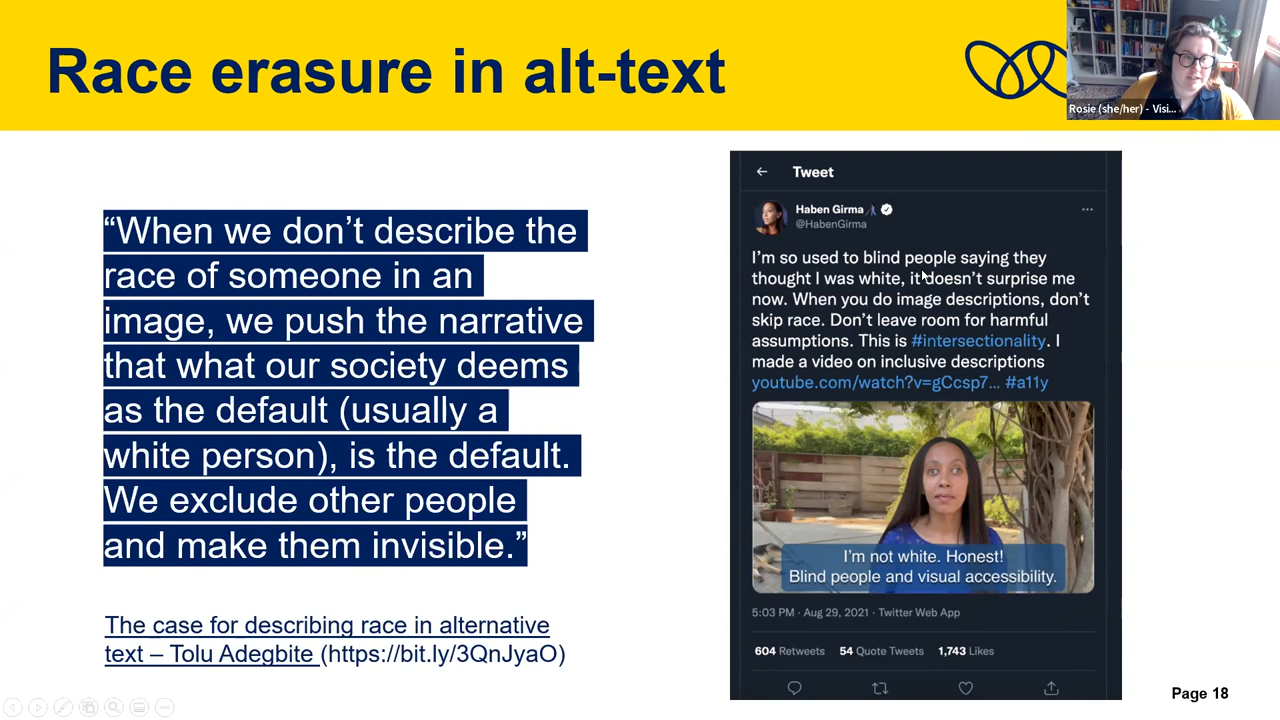 Race erasure in alt-text
Rosie (she/her) - Visi...
“When we don’t describe the
race of someone in an
image, we push the narrative
that what our society deems
as the default (usually a
white person), is the default.
We exclude other people
and make them invisible.”
The case for describing race in alternative
text – Tolu Adegbite (https://bit.ly/3QnJyaO)
Tweet
Haben Girma
@HabenGirma
I’m so used to blind people saying they
thought I was white, it doesn’t surprise me
now. When you do image descriptions, don’t
skip race. Don’t leave room for harmful
assumptions. This is #intersectionality. I
made a video on inclusive descriptions
youtube.com/watch?v=gCcsp7... #a11y
I’m not white. Honest!
Blind people and visual accessibility.
5:03 PM · Aug 29, 2021 · Twitter Web App
604 Retweets 54 Quote Tweets 1,743 Likes
Page 18